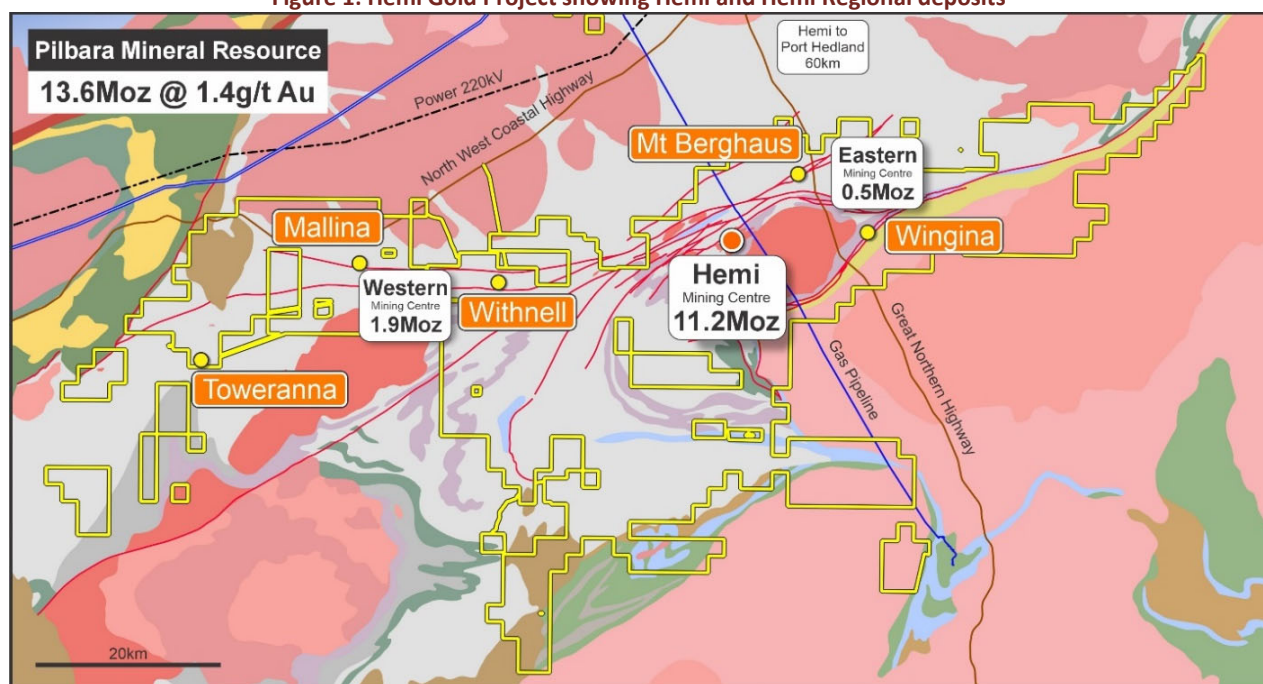 Figure 1: Hemi Gold Project showing Hemi and Hemi Regional deposits
Pilbara Mineral Resource
13.6Moz @ 1.4g/t Au
Hemi to
Port Hedland
60km
Power 220kV
North West Coastal Highway
Mt Berghaus
Eastern
Mining Centre
0.5Moz
Mallina
Wingina
Western
Mining Centre
1.9Moz
Withnell
Hemi
Mining Centre
11.2Moz
Toweranna
Gas Pipeline
Great Northern Highway
20km